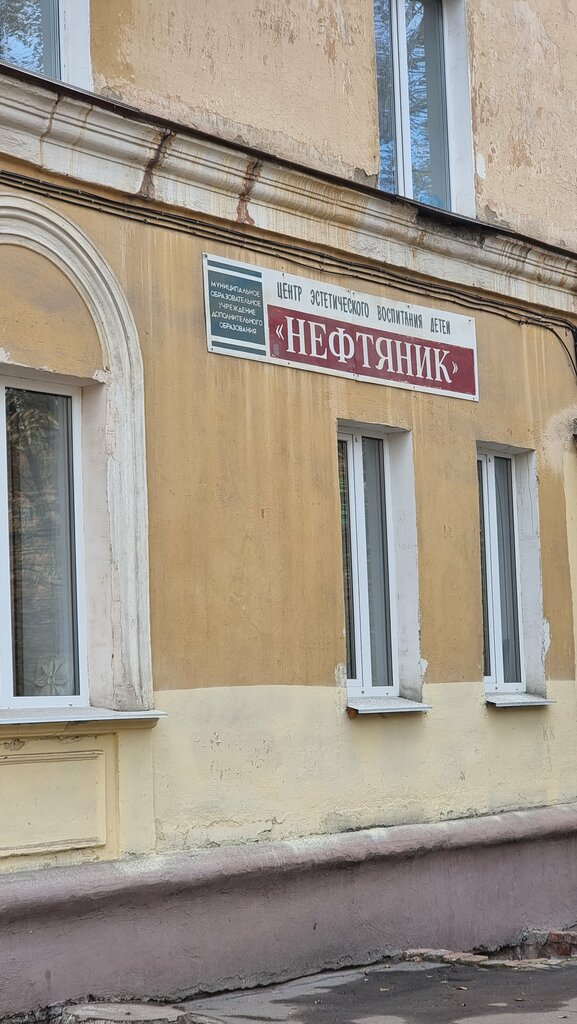 МУНИЦИПАЛЬНОЕ
ОБРАЗОВАТЕЛЬНОЕ
УЧРЕЖДЕНИЕ
ДОПОЛНИТЕЛЬНОГО
ОБРАЗОВАНИЯ
ЦЕНТР ЭСТЕТИЧЕСКОГО ВОСПИТАНИЯ ДЕТЕЙ
«НЕФТЯНИК»